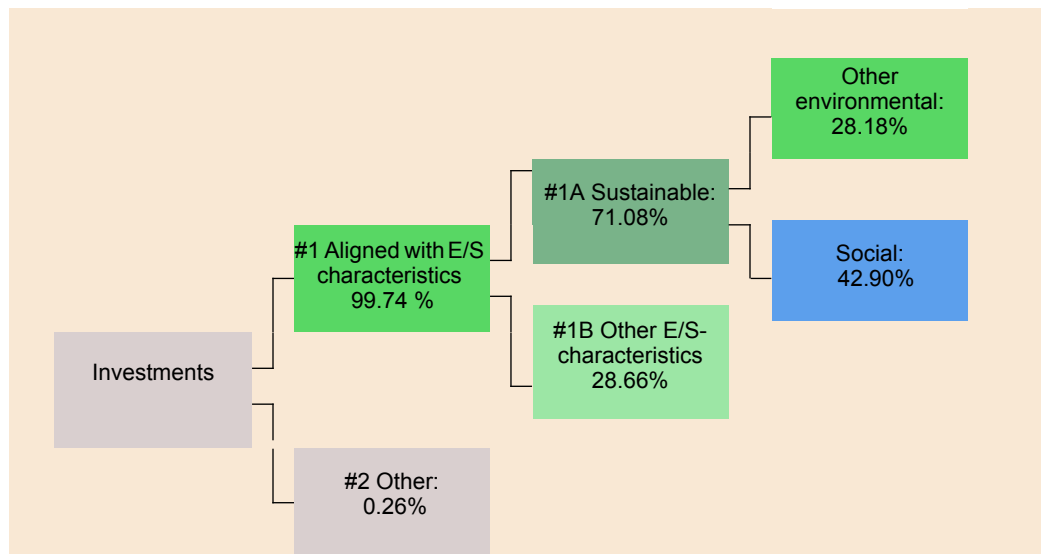 Other
environmental:
28.18%
#1A Sustainable:
71.08%
#1 Aligned with E/S
characteristics
99.74 %
Social:
42.90%
#1B Other E/S-
characteristics
28.66%
Investments
#2 Other:
0.26%